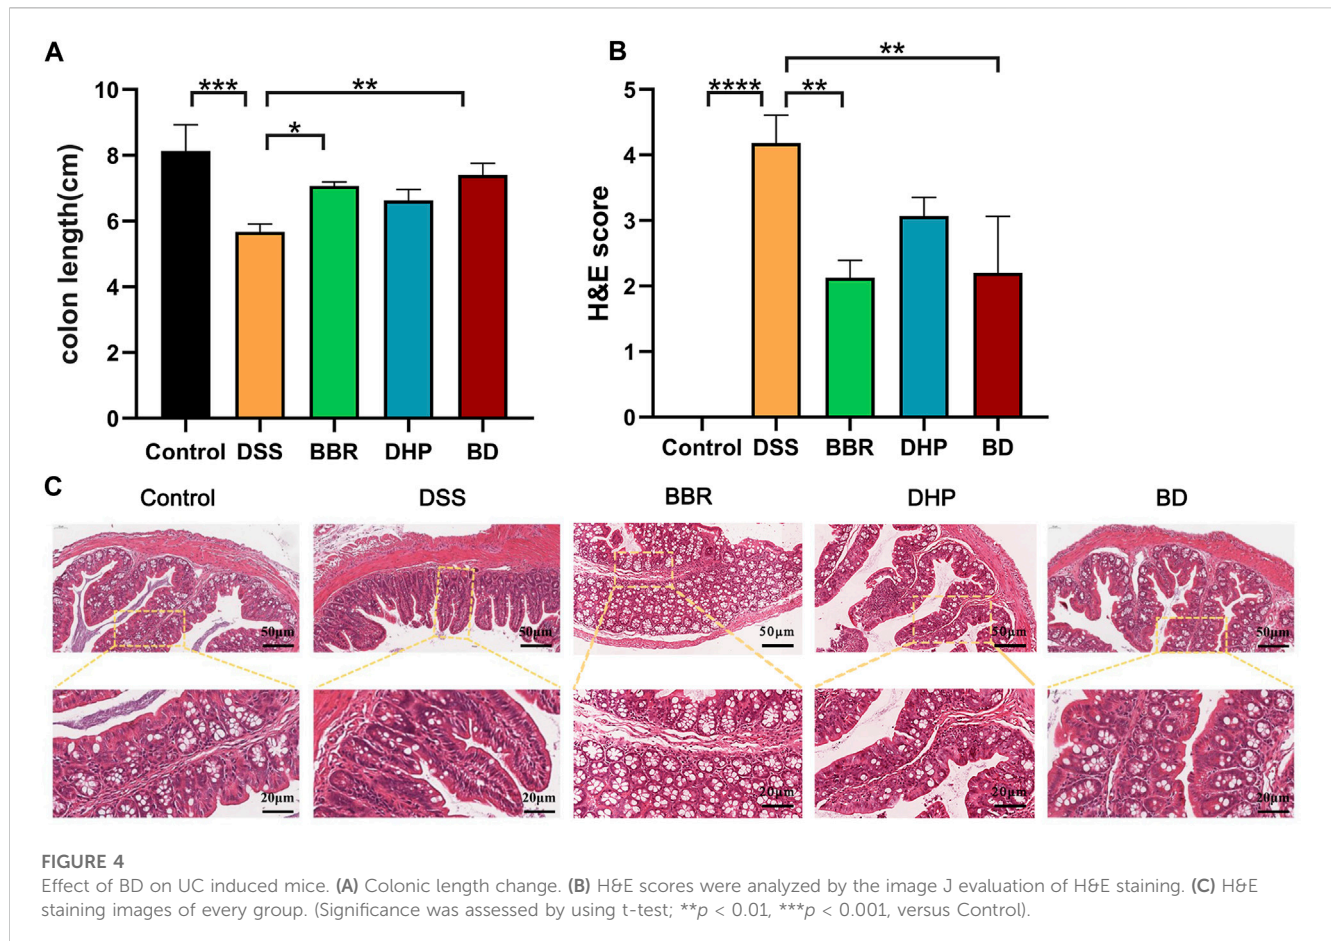 A
B
***
**
*
colon length(cm)
10
8
6
4
2
0
Control DSS BBR DHP BD
****
**
**
H&E score
5
4
3
2
1
0
Control DSS BBR DHP BD
C
Control DSS BBR DHP BD
50μm 50μm 50μm 50μm 50μm
20μm 20μm 20μm 20μm 20μm
FIGURE 4
Effect of BD on UC induced mice. (A) Colonic length change. (B) H&E scores were analyzed by the image J evaluation of H&E staining. (C) H&E
staining images of every group. (Significance was assessed by using t-test; **p < 0.01, ***p < 0.001, versus Control).